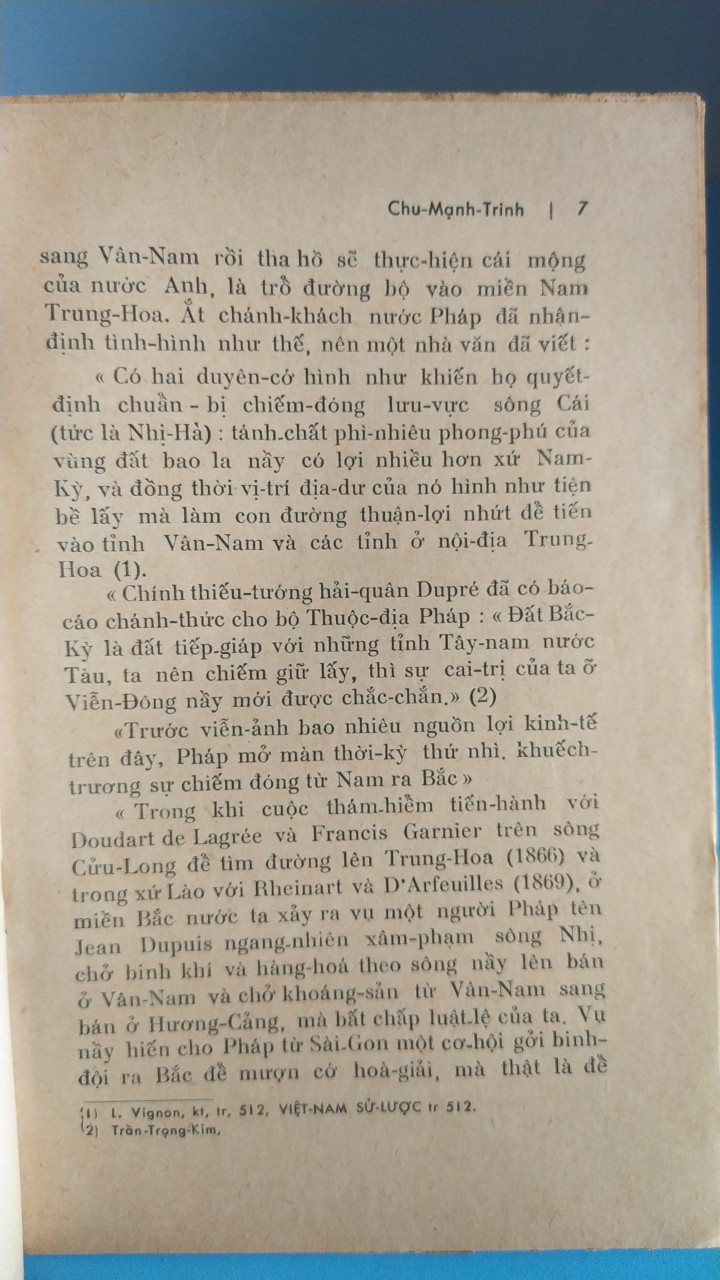 Chu-Mạnh-Trinh | 7
sang Vân-Nam rồi tha hồ sẽ thực-hiện cái mộng
của nước Anh, là trổ đường bộ vào miền Nam
Trung-Hoa. Ắt chánh-khách nước Pháp đã nhận-
định tình-hình như thế, nên một nhà văn đã viết :
« Có hai duyên-cớ hình như khiến họ quyết-
định chuẩn - bị chiếm-đóng lưu-vực sông Cái
(tức là Nhị-Hà) : tánh-chất phì-nhiêu phong-phú của
vùng đất bao la nầy có lợi nhiều hơn xứ Nam-
Kỳ, và đồng thời vị-trí địa-dư của nó hình như tiện
bề lấy mà làm con đường thuận-lợi nhứt để tiến
vào tỉnh Vân-Nam và các tỉnh ở nội-địa Trung-
Hoa (1).
« Chính thiếu-tướng hải-quân Dupré đã có báo-
cáo chánh-thức cho bộ Thuộc-địa Pháp : « Đất Bắc-
Kỳ là đất tiếp-giáp với những tỉnh Tây-nam nước
Tàu, ta nên chiếm giữ lấy, thì sự cai-trị của ta ở
Viễn-Đông nầy mới được chắc-chắn.» (2)
«Trước viễn-ảnh bao nhiêu nguồn lợi kinh-tế
trên đây, Pháp mở màn thời-kỳ thứ nhì. khuếch-
trương sự chiếm đóng từ Nam ra Bắc »
« Trong khi cuộc thám-hiểm tiến-hành với
Doudart de Lagrée và Francis Garnier trên sông
Cửu-Long để tìm đường lên Trung-Hoa (1866) và
trong xứ Lào với Rheinart và D'Arfeuilles (1869), ở
miền Bắc nước ta xảy ra vụ một người Pháp tên
Jean Dupuis ngang-nhiên xâm-phạm sông Nhị,
chở binh khí và hàng-hoá theo sông nầy lên bán
ở Vân-Nam và chở khoáng-sản từ Vân-Nam sang
bán ở Hương-Cảng, mà bất chấp luật-lệ của ta. Vụ
nầy hiến cho Pháp từ Sài-Gon một cơ-hội gởi binh-
đội ra Bắc để mượn cớ hoà-giải, mà thật là để
(1) L. Vignon, kt, tr, 512, VIỆT-NAM SỬ-LƯỢC tr 512.
(2) Trần-Trọng-Kim,